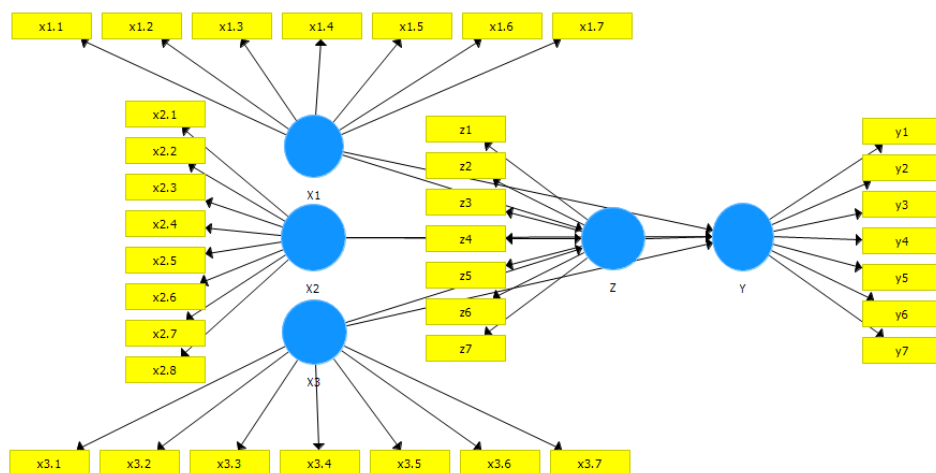 x1.1
x1.2
x1.3
x1.4
x1.5
x1.6
x1.7
X1
x2.1
x2.2
x2.3
x2.4
x2.5
x2.6
x2.7
x2.8
X2
x3.1
x3.2
x3.3
x3.4
x3.5
x3.6
x3.7
X3
z1
z2
z3
z4
z5
z6
z7
Z
y1
y2
y3
y4
y5
y6
y7
Y